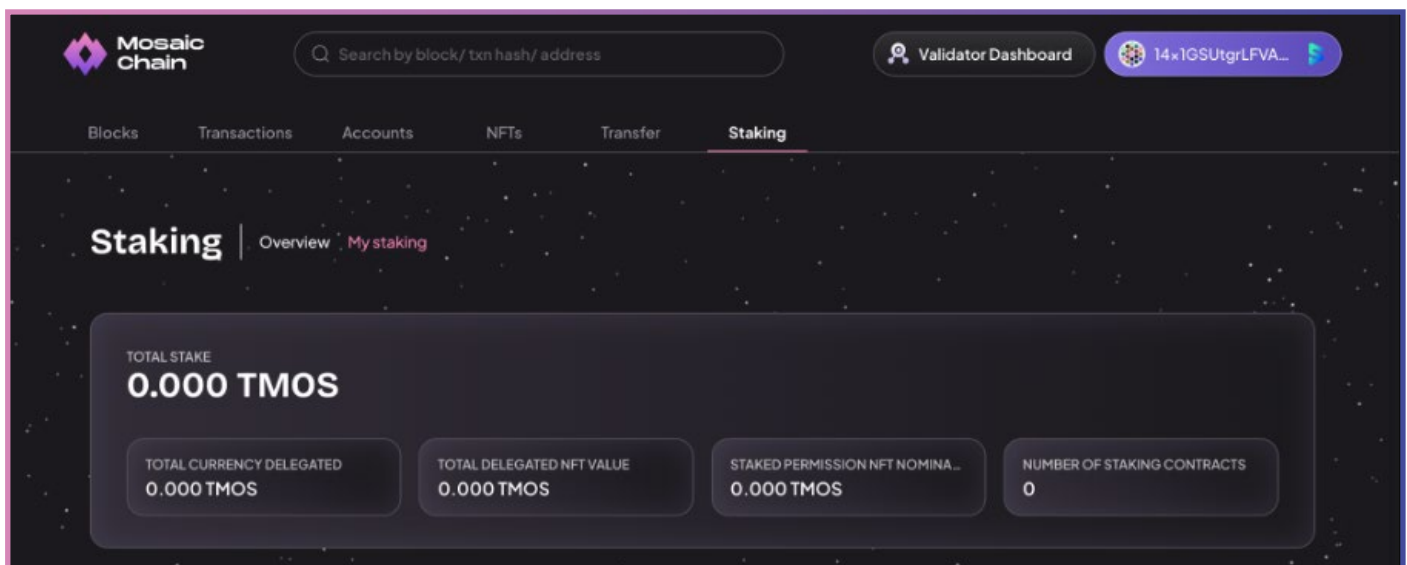 Mosaic
Chain
Search by block/ txn hash/ address
Validator Dashboard
14x1GSUtgrLFVA...
Blocks Transactions Accounts NFTs Transfer Staking
Staking Overview My staking
TOTAL STAKE
0.000 TMOS
TOTAL CURRENCY DELEGATED
0.000 TMOS
TOTAL DELEGATED NFT VALUE
0.000 TMOS
STAKED PERMISSION NFT NOMINA...
0.000 TMOS
NUMBER OF STAKING CONTRACTS
0